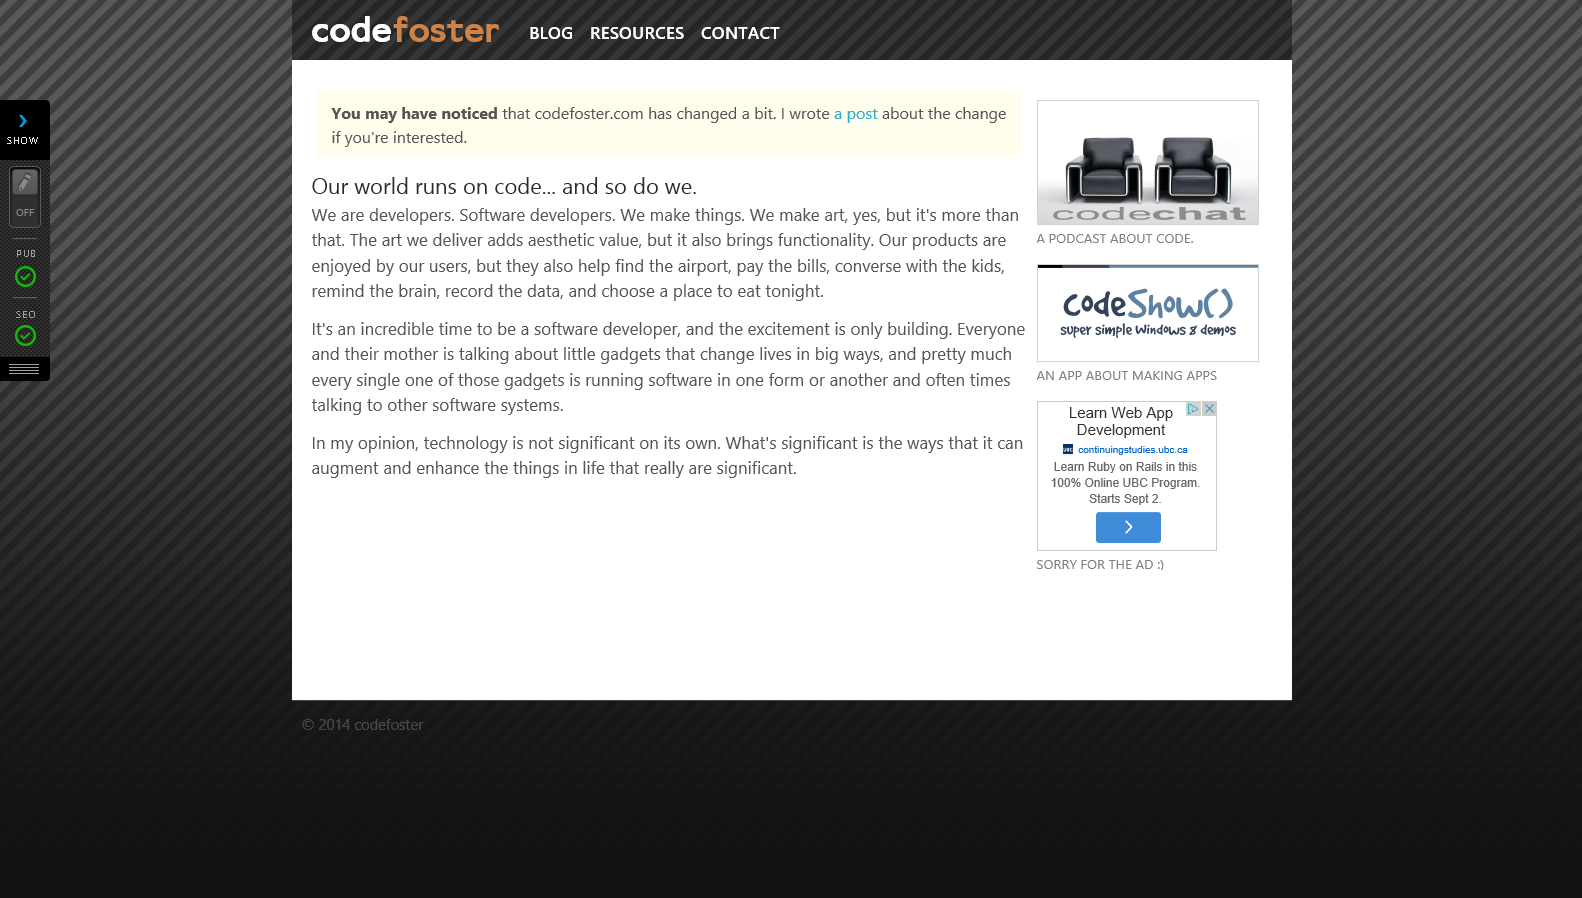 codefoster BLOG RESOURCES CONTACT
SHOW
OFF
PUB
SEO
You may have noticed that codefoster.com has changed a bit. I wrote a post about the change
if you're interested.
Our world runs on code... and so do we.
We are developers. Software developers. We make things. We make art, yes, but it's more than
that. The art we deliver adds aesthetic value, but it also brings functionality. Our products are
enjoyed by our users, but they also help find the airport, pay the bills, converse with the kids,
remind the brain, record the data, and choose a place to eat tonight.
It's an incredible time to be a software developer, and the excitement is only building. Everyone
and their mother is talking about little gadgets that change lives in big ways, and pretty much
every single one of those gadgets is running software in one form or another and often times
talking to other software systems.
In my opinion, technology is not significant on its own. What's significant is the ways that it can
augment and enhance the things in life that really are significant.
codechat
A PODCAST ABOUT CODE.
codeShow()
super simple Windows 8 demos
AN APP ABOUT MAKING APPS
Learn Web App
Development
UBC continuingstudies.ubc.ca
Learn Ruby on Rails in this
100% Online UBC Program.
Starts Sept 2.
SORRY FOR THE AD :)
© 2014 codefoster